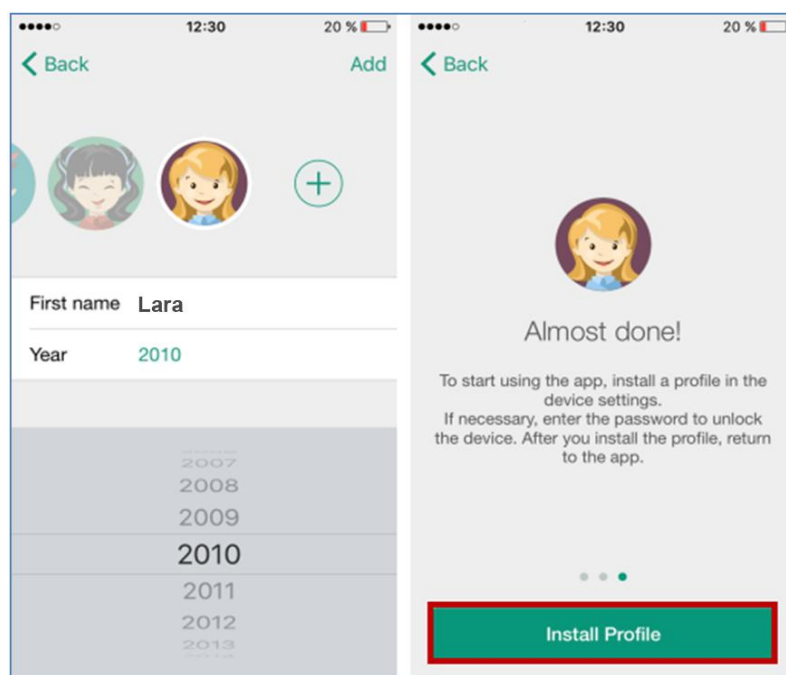 12:30
20 %
Back
Add
First name Lara
Year 2010
2007
2008
2009
2010
2011
2012
2013
12:30
20 %
Back
Almost done!
To start using the app, install a profile in the
device settings.
If necessary, enter the password to unlock
the device. After you install the profile, return
to the app.
Install Profile